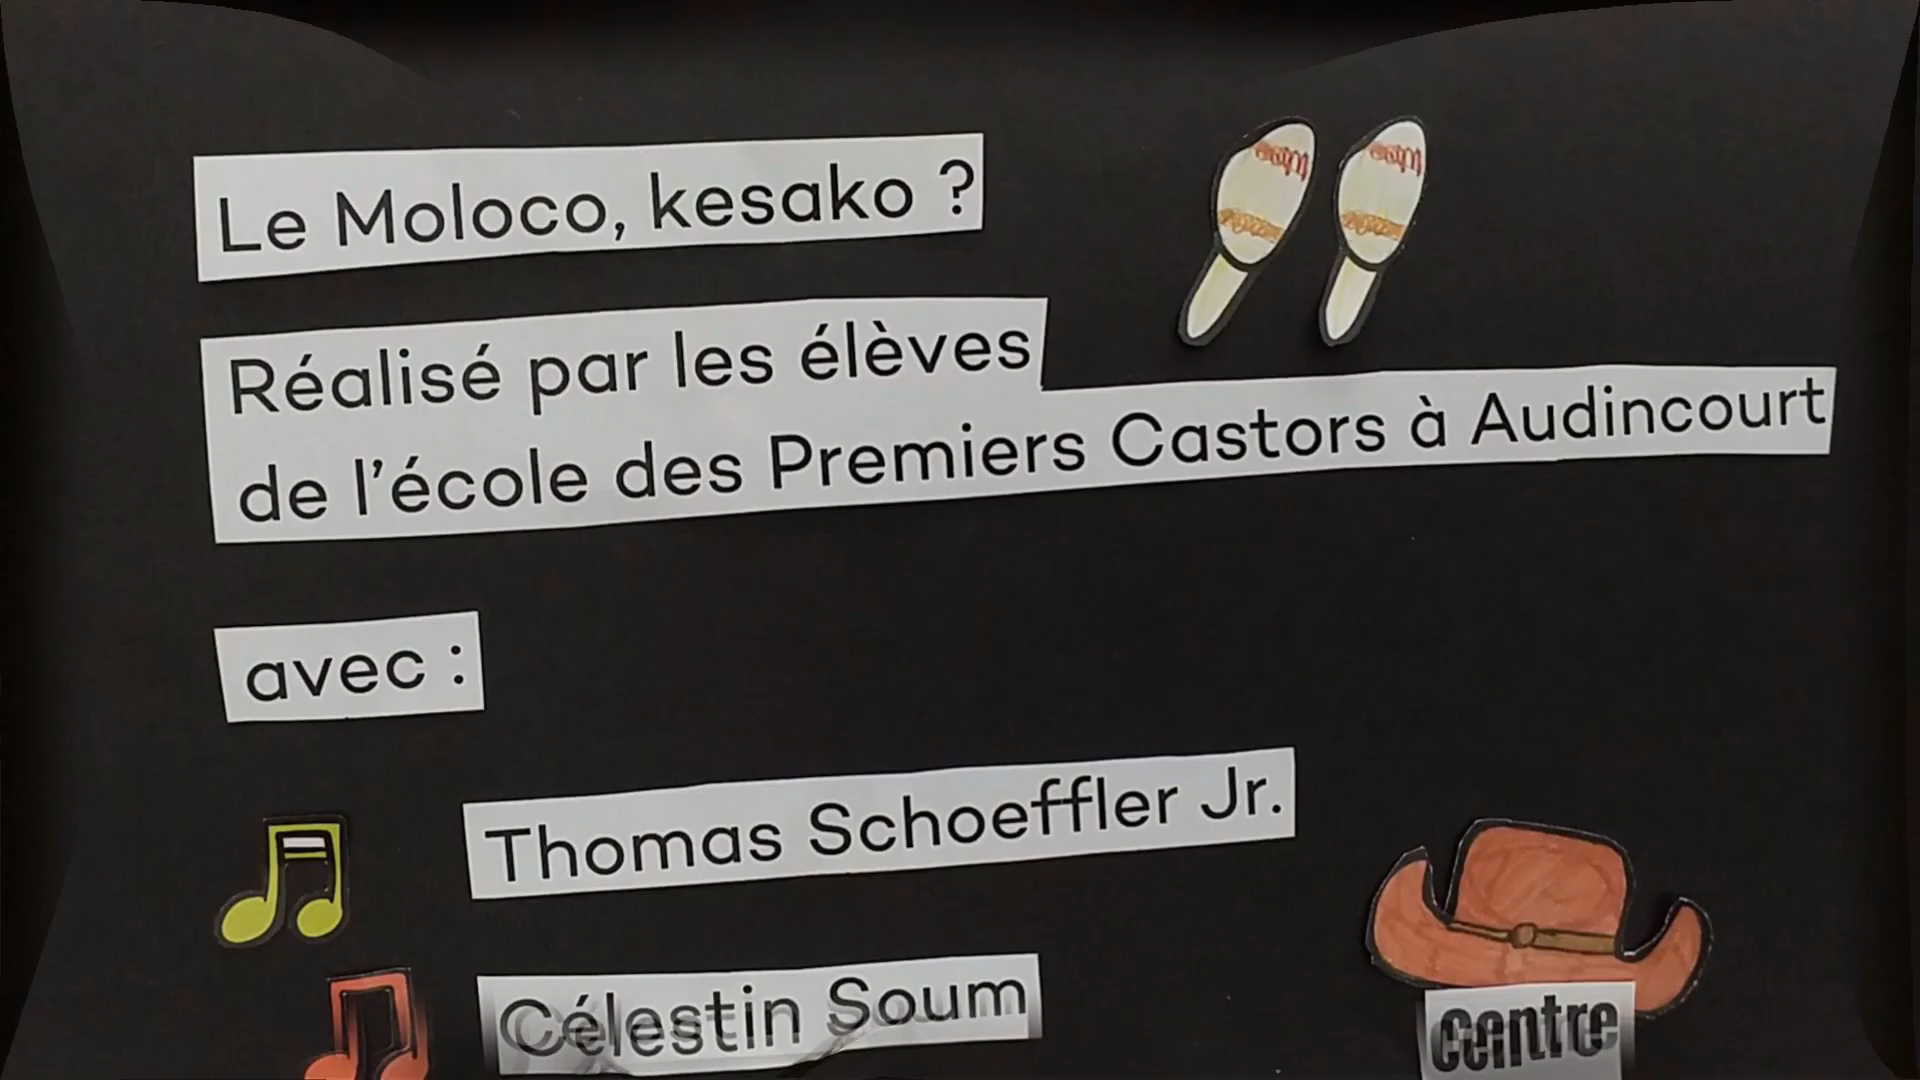 Le Moloco, kesako ?
Réalisé par les élèves
de l'école des Premiers Castors à Audincourt
avec :
Thomas Schoeffler Jr.
Célestin Soum
Centre